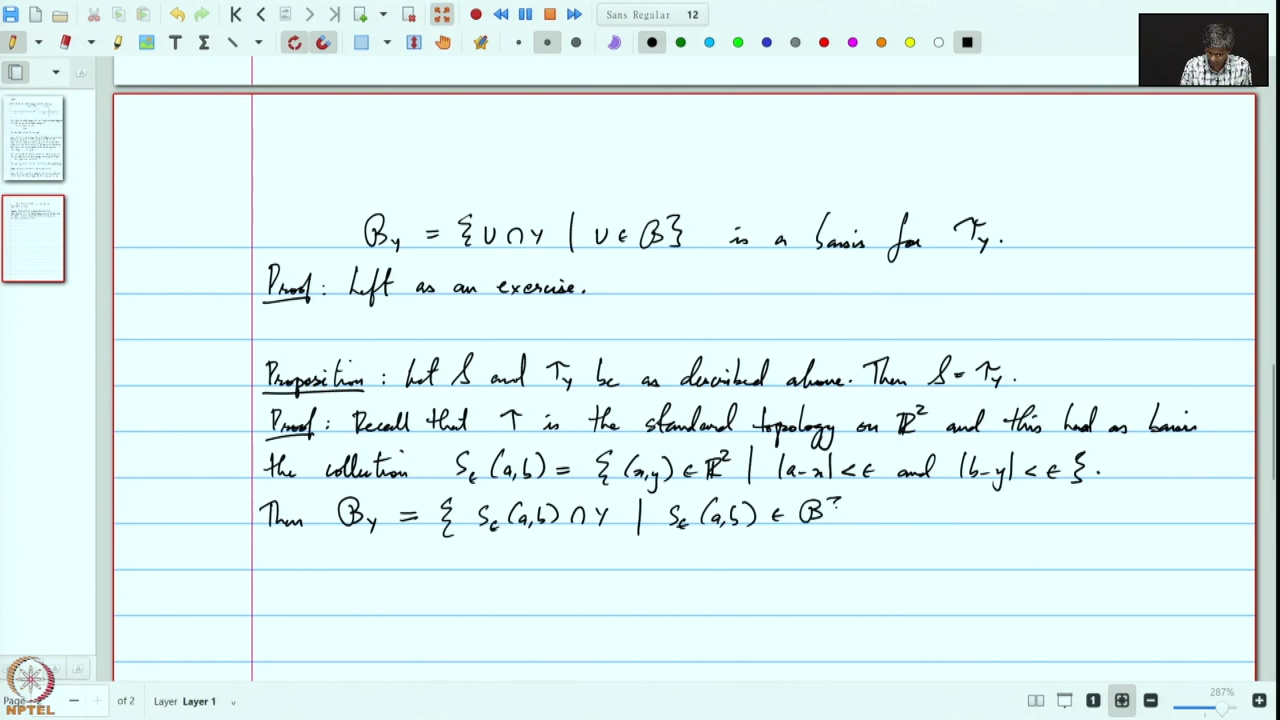 Sans Regular 12
𝓑_Y = { U ∩ Y | U ∈ 𝓑 } is a basis for 𝒯_Y.
Proof : Left as an exercise.
Proposition : Let S and 𝒯_Y be as described above. Then S = 𝒯_Y.
Proof : Recall that 𝒯 is the standard topology on ℝ² and this had as basis
the collection S_ϵ(a,b) = { (x,y) ∈ ℝ² | |a-x| < ϵ and |b-y| < ϵ }.
Then 𝓑_Y = { S_ϵ(a,b) ∩ Y | S_ϵ(a,b) ∈ 𝓑
Page
of 2
Layer
Layer 1
287%
NPTEL